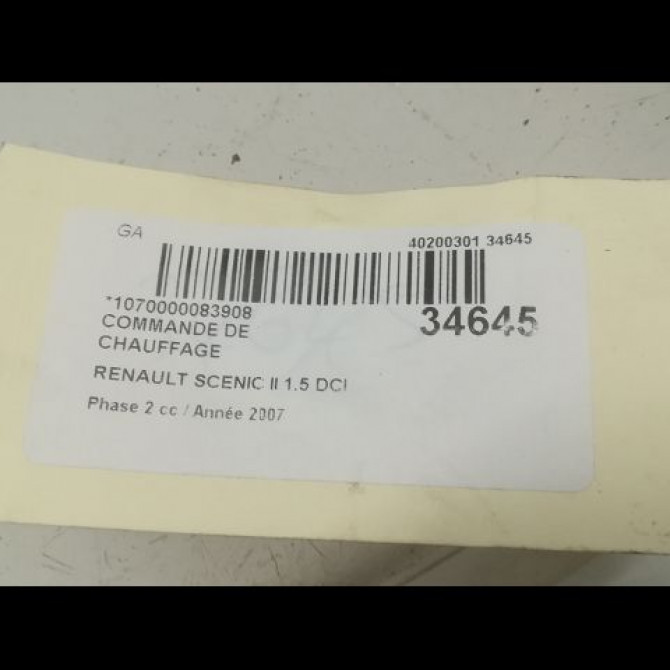 GA
40200301 34645
*1070000083908
34645
COMMANDE DE
CHAUFFAGE
RENAULT SCENIC II 1.5 DCI
Phase 2 cc / Année 2007